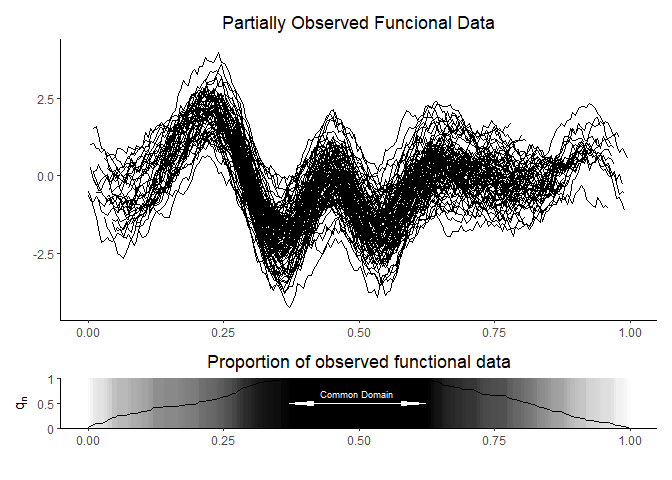 Partially Observed Funcional Data
2.5
0.0
-2.5
0.00 0.25 0.50 0.75 1.00
Proportion of observed functional data
qn
1
0.5
0
Common Domain
0.00 0.25 0.50 0.75 1.00